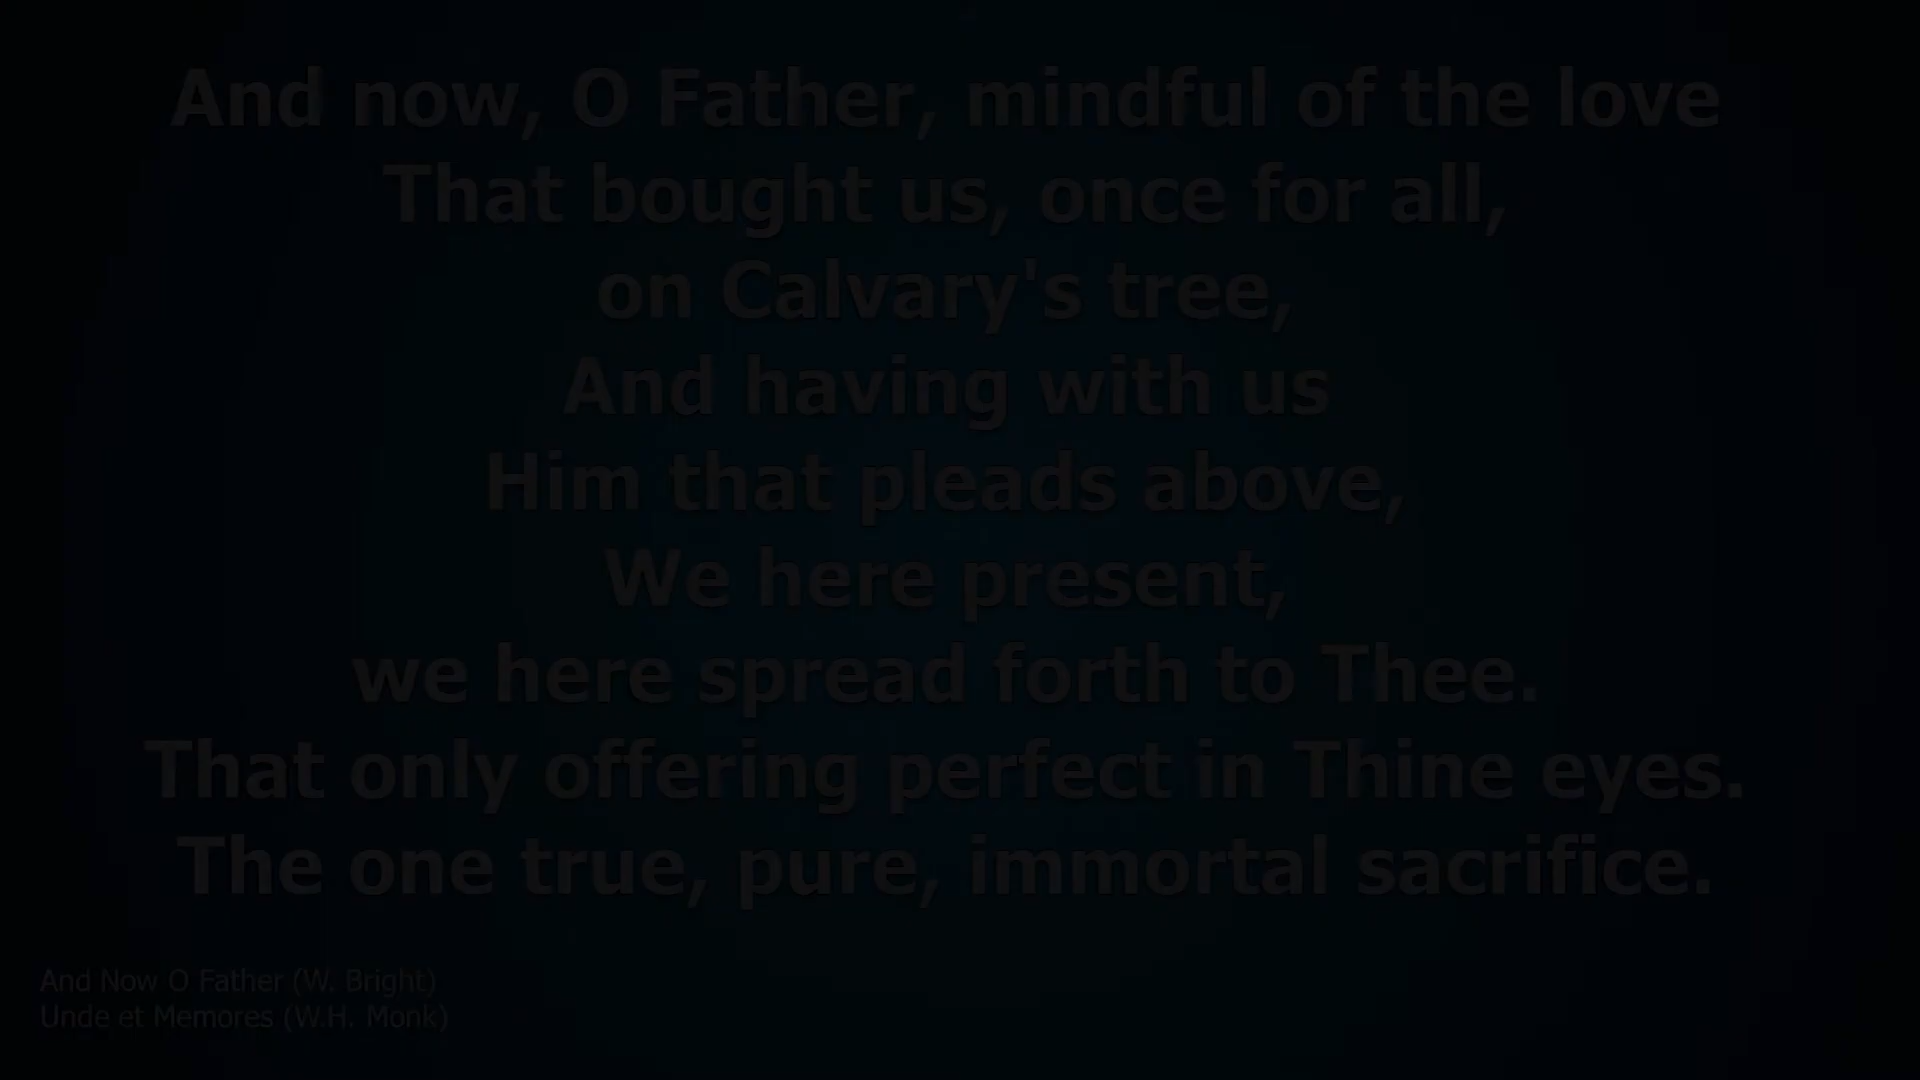 And now, O Father, mindful of the love
That bought us, once for all,
on Calvary's tree,
And having with us
Him that pleads above,
We here present,
we here spread forth to Thee.
That only offering perfect in Thine eyes.
The one true, pure, immortal sacrifice.
And Now O Father (W. Bright)
Unde et Memores (W.H. Monk)